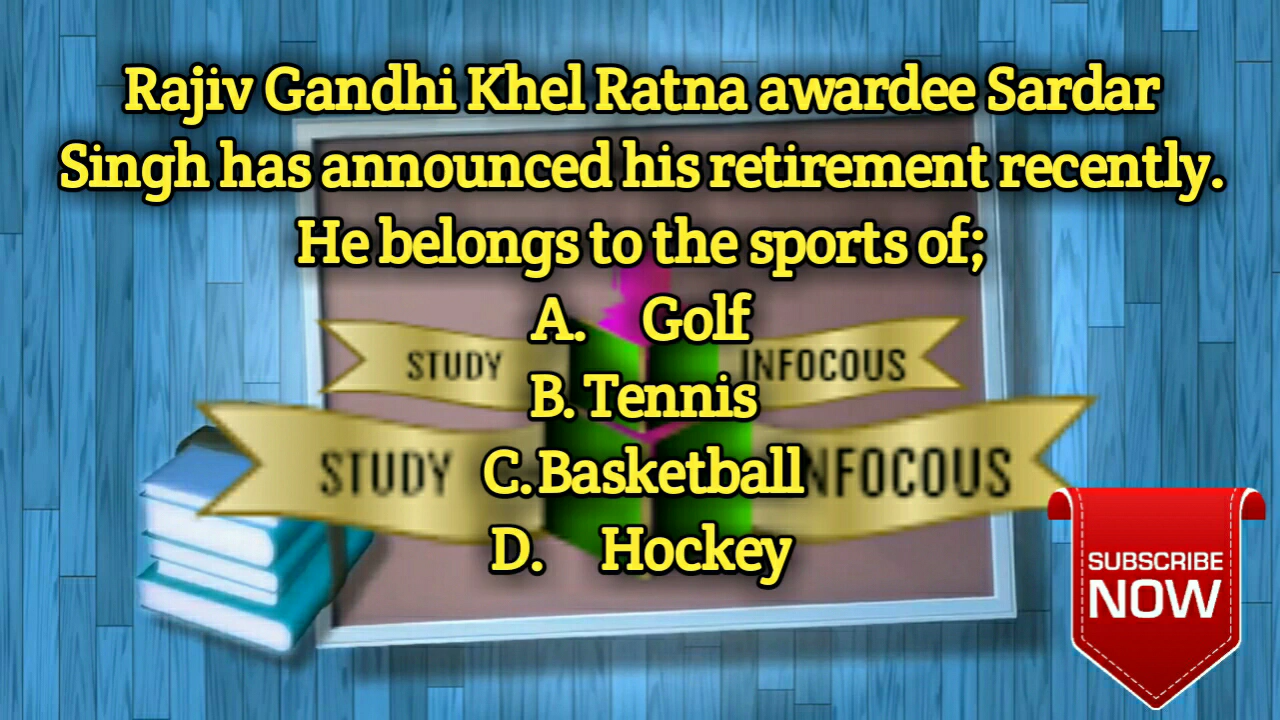 Rajiv Gandhi Khel Ratna awardee Sardar
Singh has announced his retirement recently.
He belongs to the sports of;
A. Golf
STUDY INFOCOUS
B. Tennis
STUDY NFOCOUS
C.Basketball
D. Hockey
SUBSCRIBE
NOW